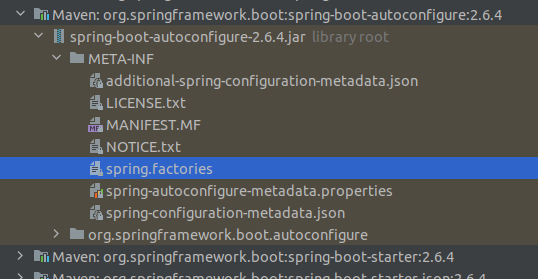 Maven: org.springframework.boot:spring-boot-autoconfigure:2.6.4
spring-boot-autoconfigure-2.6.4.jar library root
META-INF
additional-spring-configuration-metadata.json
LICENSE.txt
MF MANIFEST.MF
NOTICE.txt
spring.factories
spring-autoconfigure-metadata.properties
spring-configuration-metadata.json
org.springframework.boot.autoconfigure
Maven: org.springframework.boot:spring-boot-starter:2.6.4
Maven: org.springframework.boot:spring-boot-starter-json:2.6.4